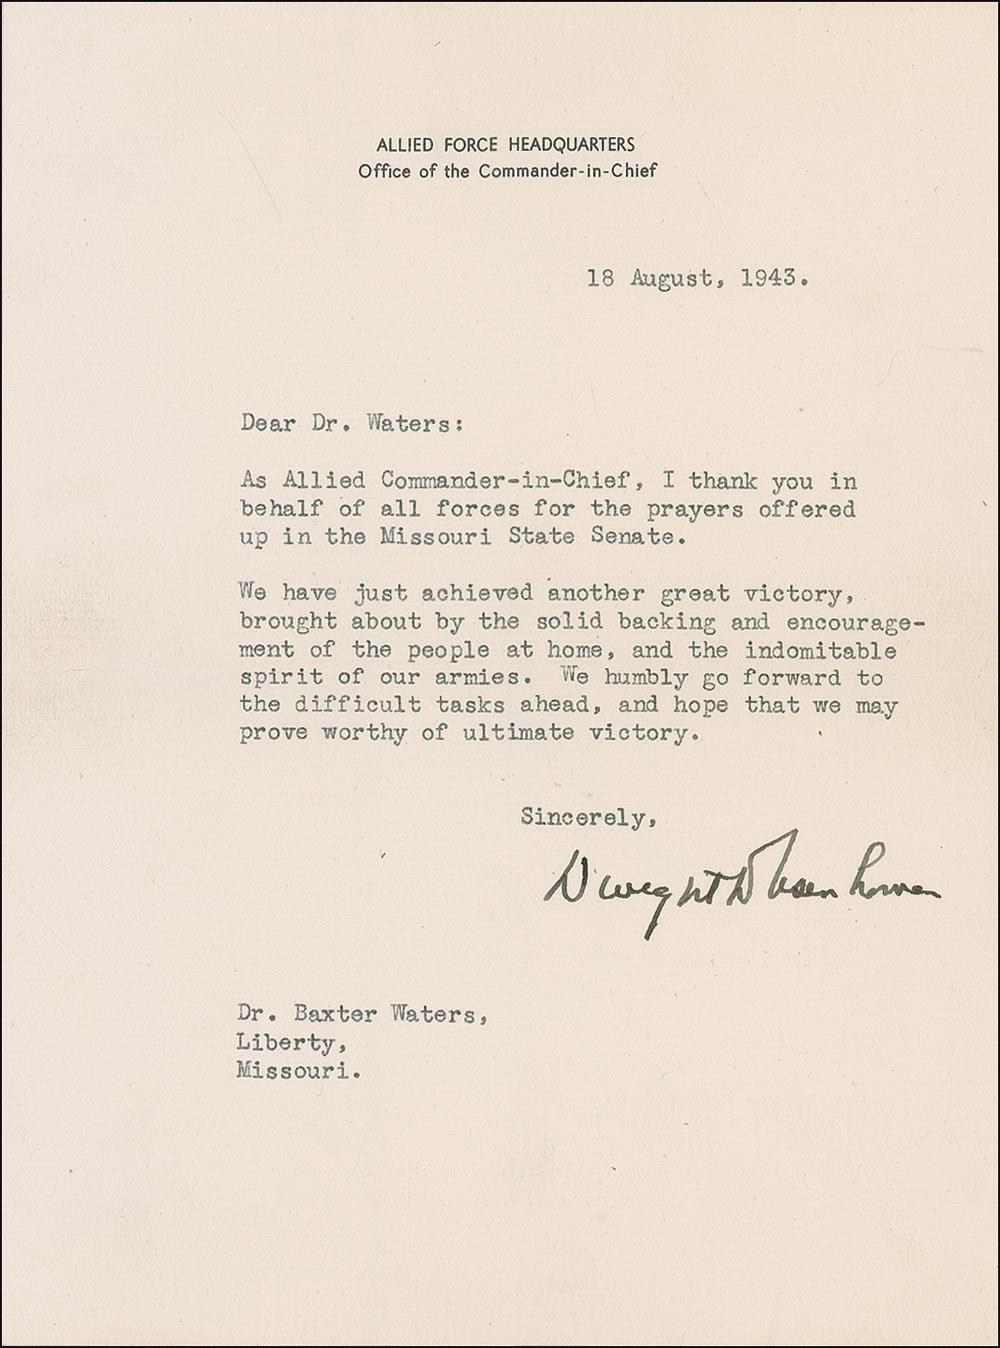 ALLIED FORCE HEADQUARTERS
Office of the Commander-in-Chief
18 August, 1943.
Dear Dr. Waters:
As Allied Commander-in-Chief, I thank you in
behalf of all forces for the prayers offered
up in the Missouri State Senate.
We have just achieved another great victory,
brought about by the solid backing and encourage-
ment of the people at home, and the indomitable
spirit of our armies. We humbly go forward to
the difficult tasks ahead, and hope that we may
prove worthy of ultimate victory.
Sincerely,
Dwight D Eisenhower
Dr. Baxter Waters,
Liberty,
Missouri.